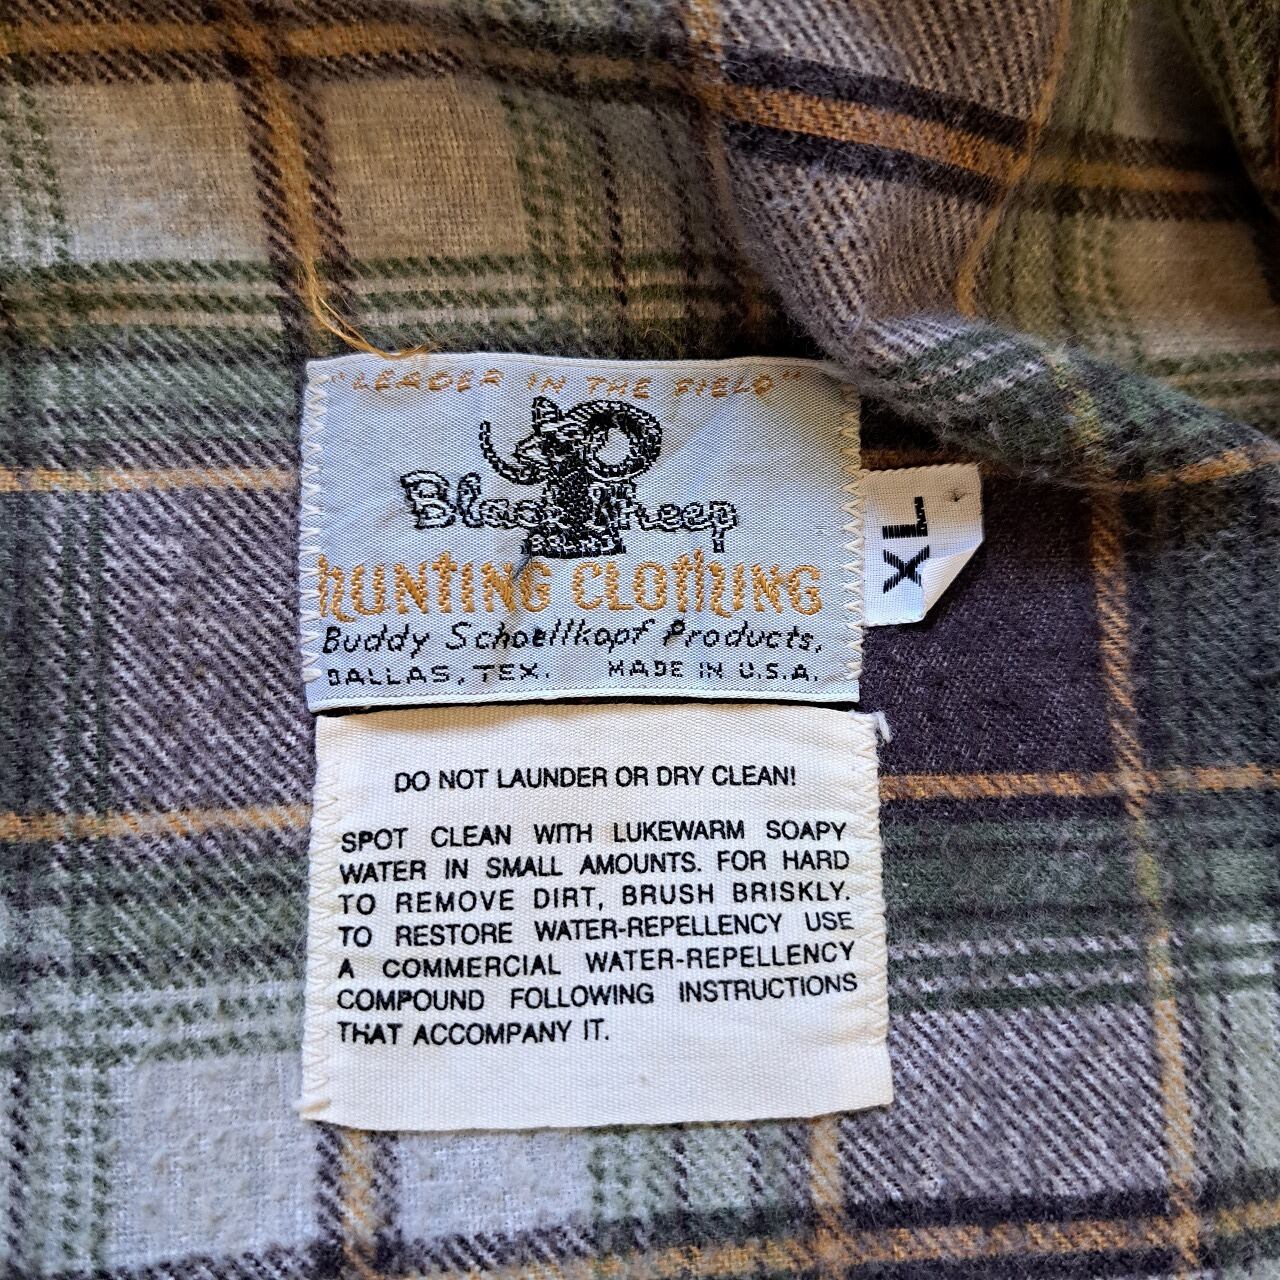 "LEADER IN THE FIELD"
Black Sheep
HUNTING CLOTHING
Buddy Schoellkopf Products,
DALLAS, TEX. MADE IN U.S.A.
XL
DO NOT LAUNDER OR DRY CLEAN!
SPOT CLEAN WITH LUKEWARM SOAPY
WATER IN SMALL AMOUNTS. FOR HARD
TO REMOVE DIRT, BRUSH BRISKLY.
TO RESTORE WATER-REPELLENCY USE
A COMMERCIAL WATER-REPELLENCY
COMPOUND FOLLOWING INSTRUCTIONS
THAT ACCOMPANY IT.